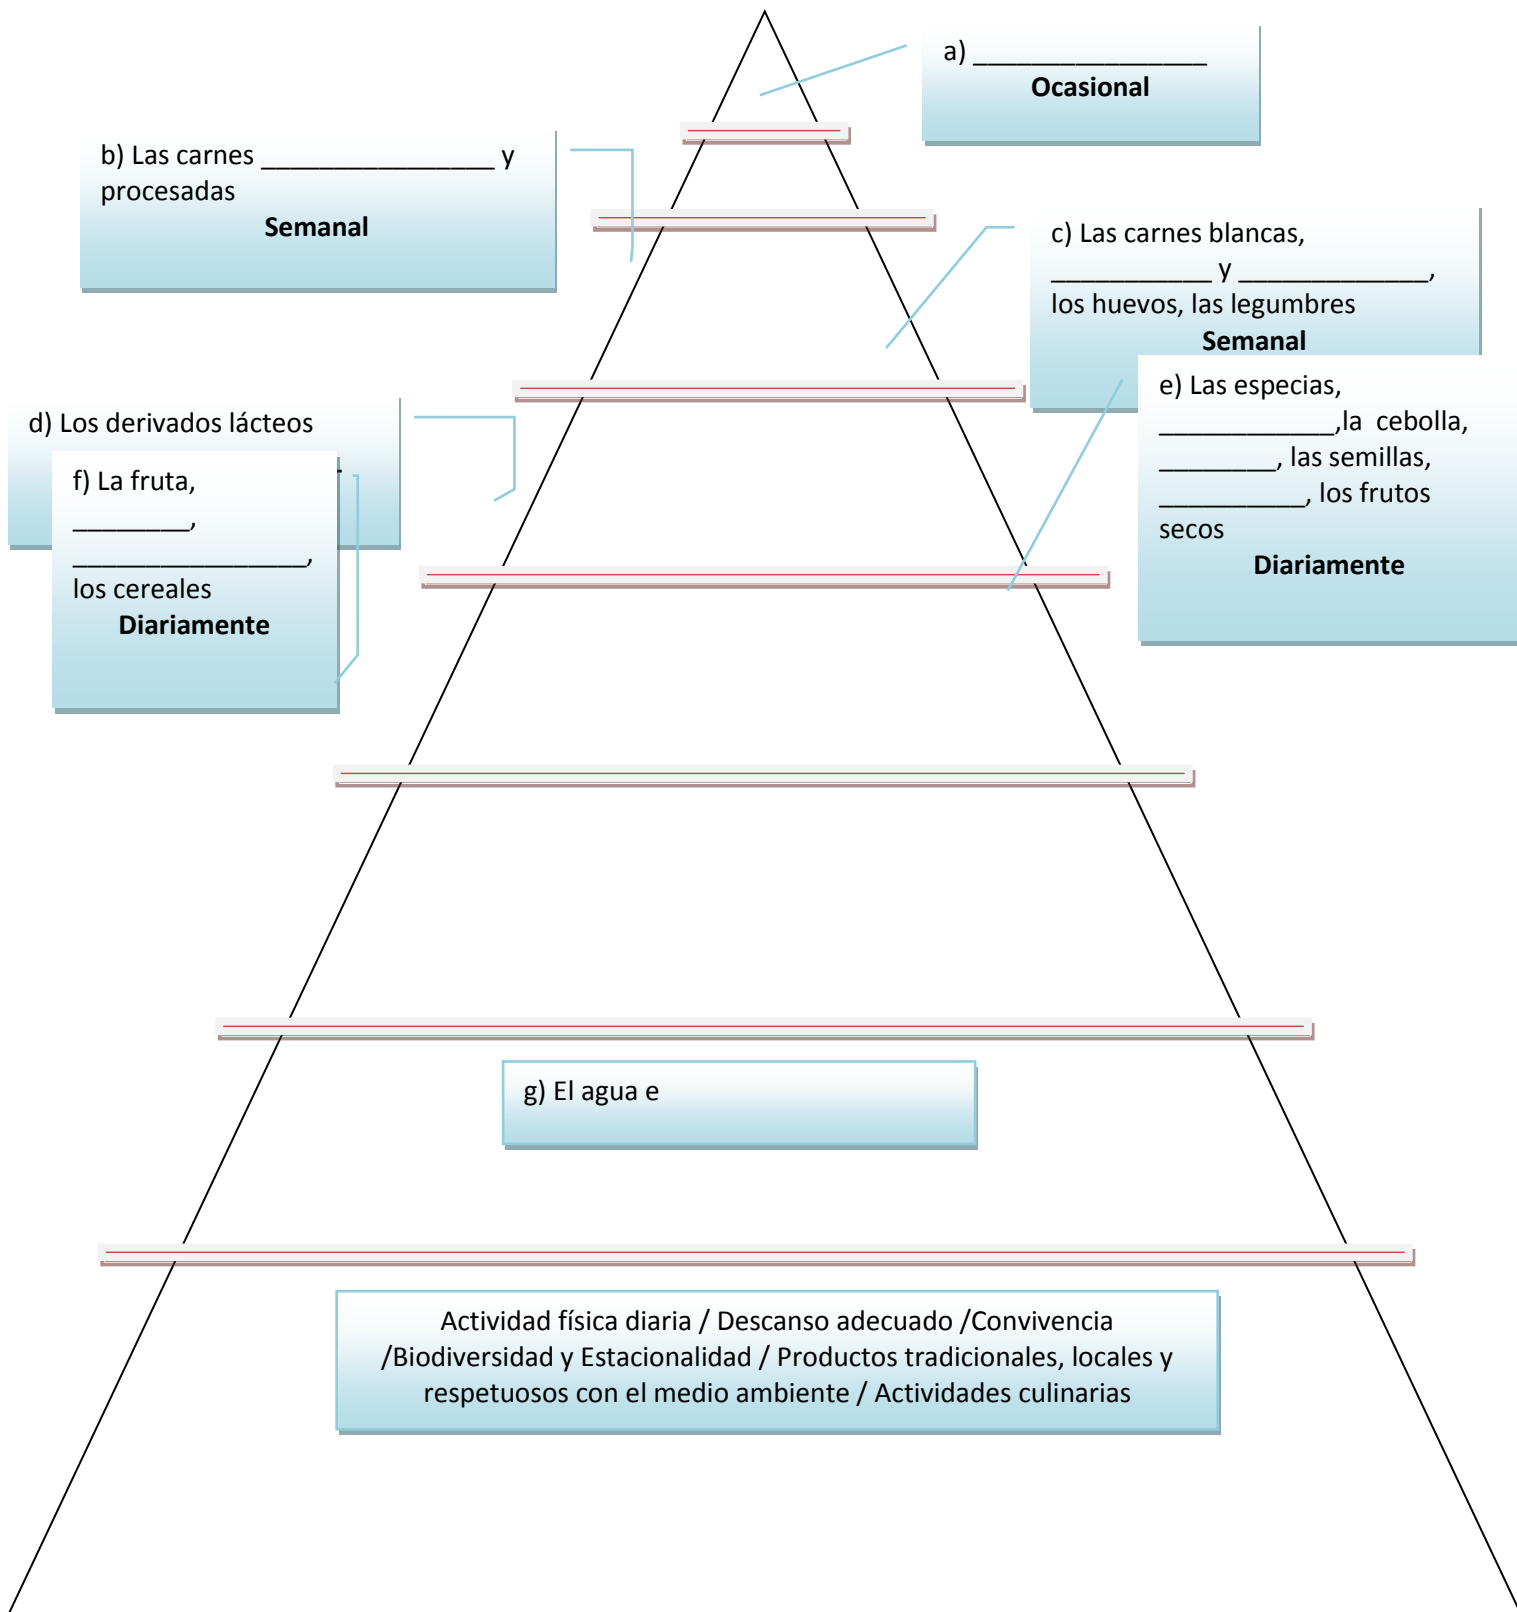 a) ________________
Ocasional
b) Las carnes ________________ y
procesadas
Semanal
c) Las carnes blancas,
___________ y _____________,
los huevos, las legumbres
Semanal
d) Los derivados lácteos
e) Las especias,
____________,la cebolla,
________, las semillas,
__________, los frutos
secos
Diariamente
f) La fruta,
________,
________________,
los cereales
Diariamente
g) El agua e
Actividad física diaria / Descanso adecuado /Convivencia
/Biodiversidad y Estacionalidad / Productos tradicionales, locales y
respetuosos con el medio ambiente / Actividades culinarias